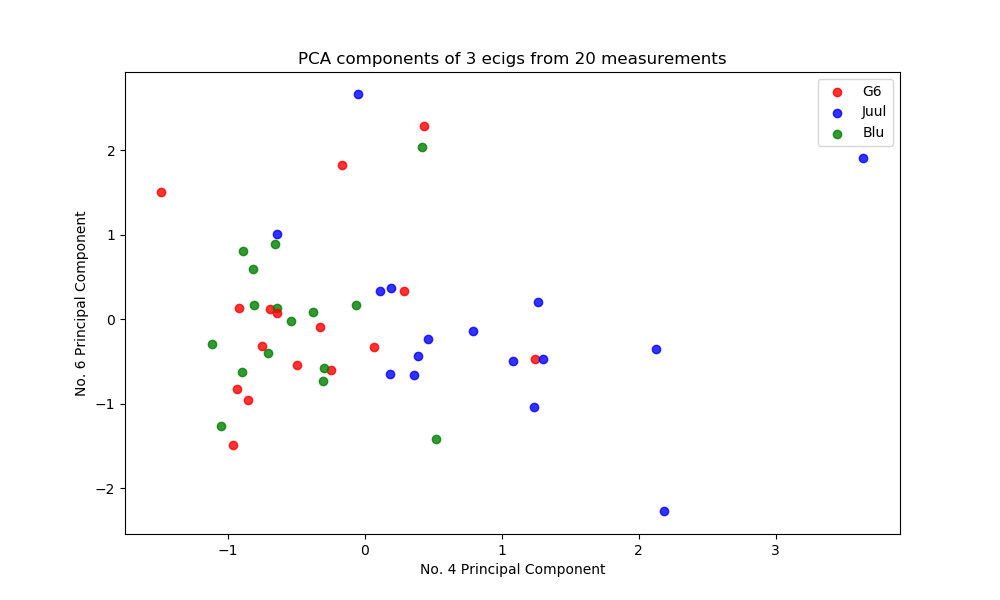 PCA components of 3 ecigs from 20 measurements
G6
Juul
Blu
2
1
0
−1
−2
No. 6 Principal Component
−1
0
1
2
3
No. 4 Principal Component